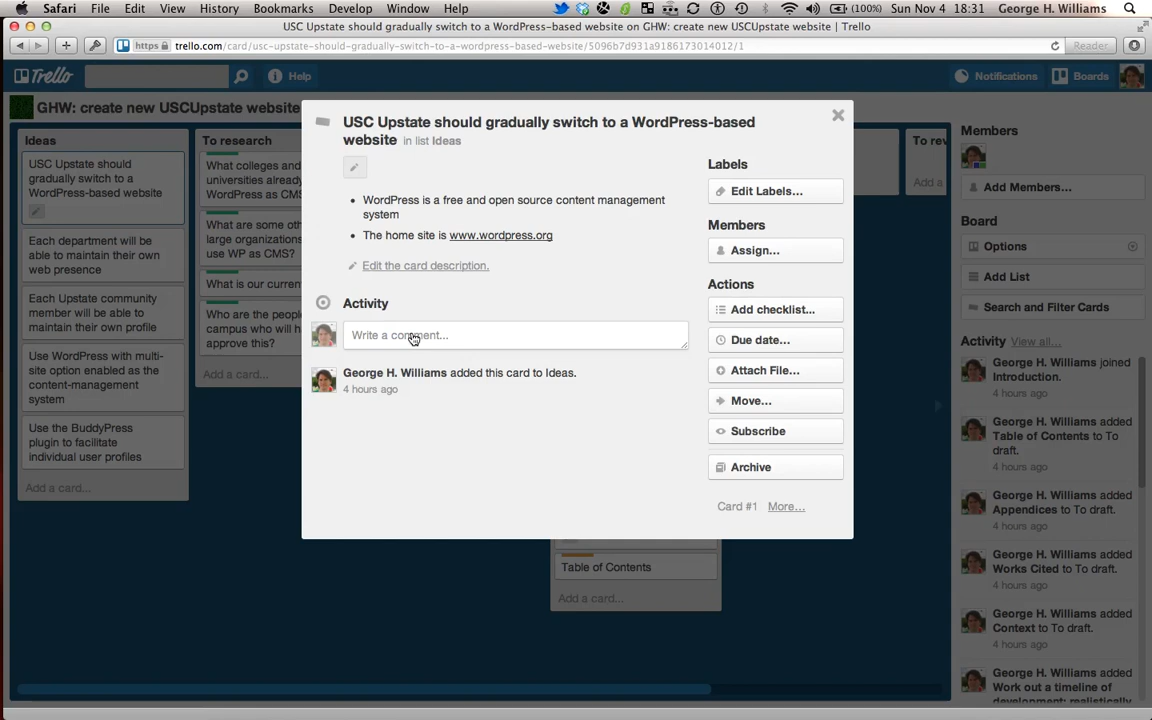 Safari File Edit View History Bookmarks Develop Window Help (100%) Sun Nov 4 18:31 George H. Williams
USC Upstate should gradually switch to a WordPress-based website on GHW: create new USCUpstate website | Trello
https trello.com/card/usc-upstate-should-gradually-switch-to-a-wordpress-based-website/5096b7d931a9186173014012/1 Reader
Trello Help Notifications Boards
GHW: create new USCUpstate website
Ideas
USC Upstate should
gradually switch to a
WordPress-based website
Each department will be
able to maintain their own
web presence
Each Upstate community
member will be able to
maintain their own profile
Use WordPress with multi-
site option enabled as the
content-management
system
Use the BuddyPress
plugin to facilitate
individual user profiles
Add a card...
To research
What colleges and
universities already
WordPress as CMS
What are some oth
large organizations
use WP as CMS?
What is our current
Who are the people
campus who will h
approve this?
Add a card...
USC Upstate should gradually switch to a WordPress-based
website in list Ideas
• WordPress is a free and open source content management
system
• The home site is www.wordpress.org
Edit the card description.
Activity
Write a comment...
George H. Williams added this card to Ideas.
4 hours ago
Labels
Edit Labels...
Members
Assign...
Actions
Add checklist...
Due date...
Attach File...
Move...
Subscribe
Archive
Card #1 More...
Table of Contents
Add a card...
To rev
Add a
Members
Add Members...
Board
Options
Add List
Search and Filter Cards
Activity View all...
George H. Williams joined
Introduction.
4 hours ago
George H. Williams added
Table of Contents to To
draft.
4 hours ago
George H. Williams added
Appendices to To draft.
4 hours ago
George H. Williams added
Works Cited to To draft.
4 hours ago
George H. Williams added
Context to To draft.
4 hours ago
George H. Williams added
Work out a timeline of
development: realistically